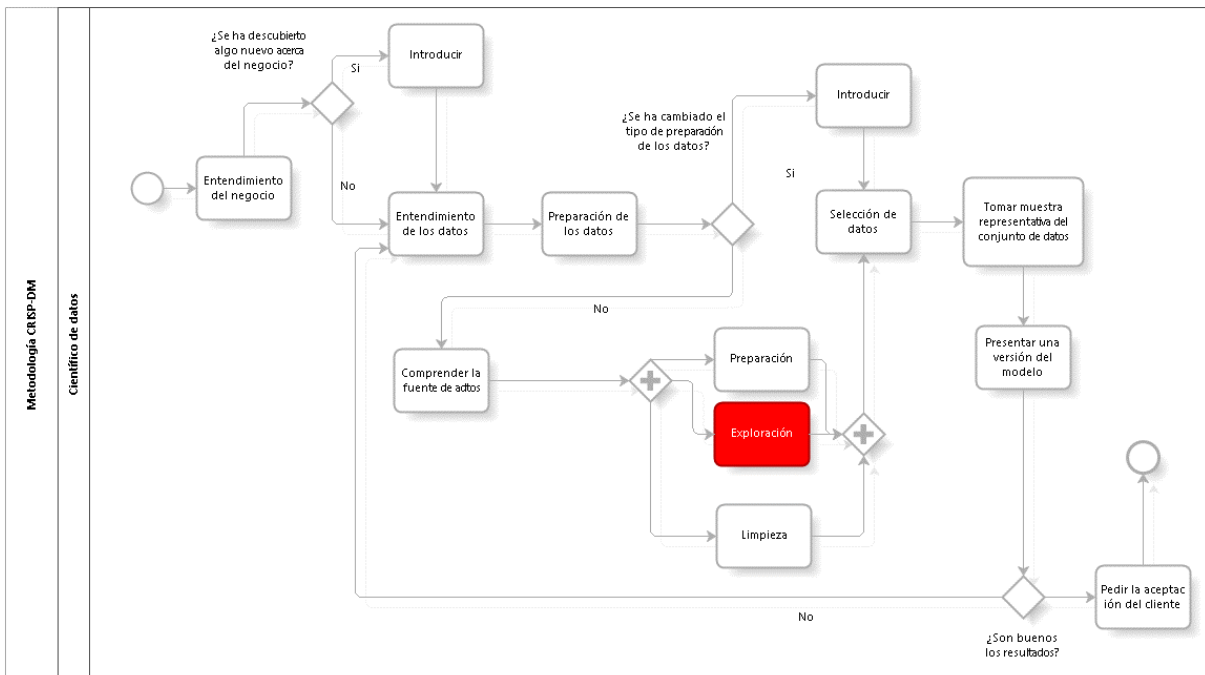 Metodología CRISP-DM
Científico de datos
¿Se ha descubierto
algo nuevo acerca
del negocio?
Si
Introducir
No
Entendimiento
del negocio
Entendimiento
de los datos
Preparación de
los datos
¿Se ha cambiado el
tipo de preparación
de los datos?
Introducir
Si
Selección de
datos
Tomar muestra
representativa del
conjunto de datos
No
Comprender la
fuente de adtos
Preparación
Exploración
Limpieza
Presentar una
versión del
modelo
No
¿Son buenos
los resultados?
Pedir la aceptac
ión del cliente